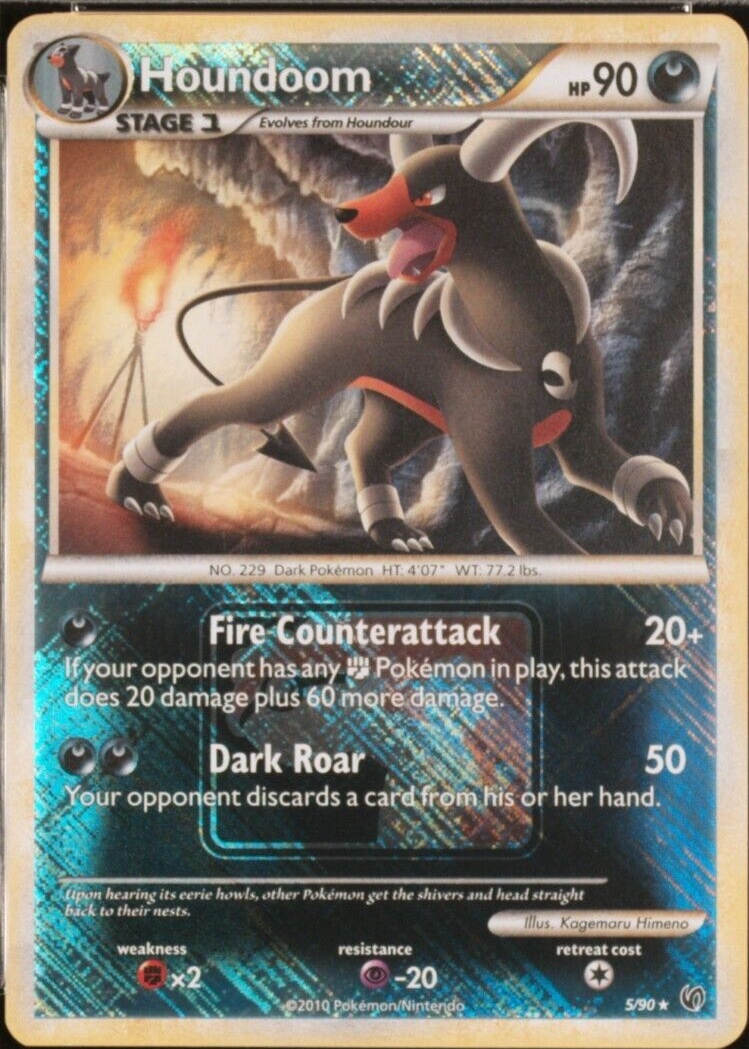 Houndoom
HP 90
STAGE 1
Evolves from Houndour
NO. 229 Dark Pokémon HT: 4'07" WT: 77.2 lbs.
Fire Counterattack 20+
If your opponent has any Pokémon in play, this attack
does 20 damage plus 60 more damage.
Dark Roar 50
Your opponent discards a card from his or her hand.
Upon hearing its eerie howls, other Pokémon get the shivers and head straight
back to their nests.
Illus. Kagemaru Himeno
weakness resistance retreat cost
×2 -20
©2010 Pokémon/Nintendo 5/90 ★